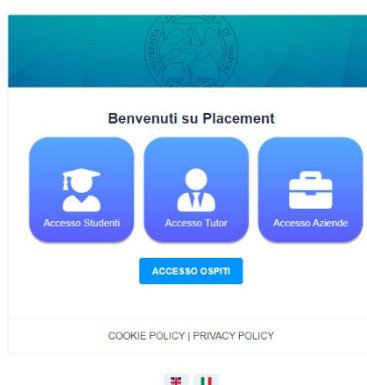 Benvenuti su Placement
Accesso Studenti
Accesso Tutor
Accesso Aziende
ACCESSO OSPITI
COOKIE POLICY | PRIVACY POLICY